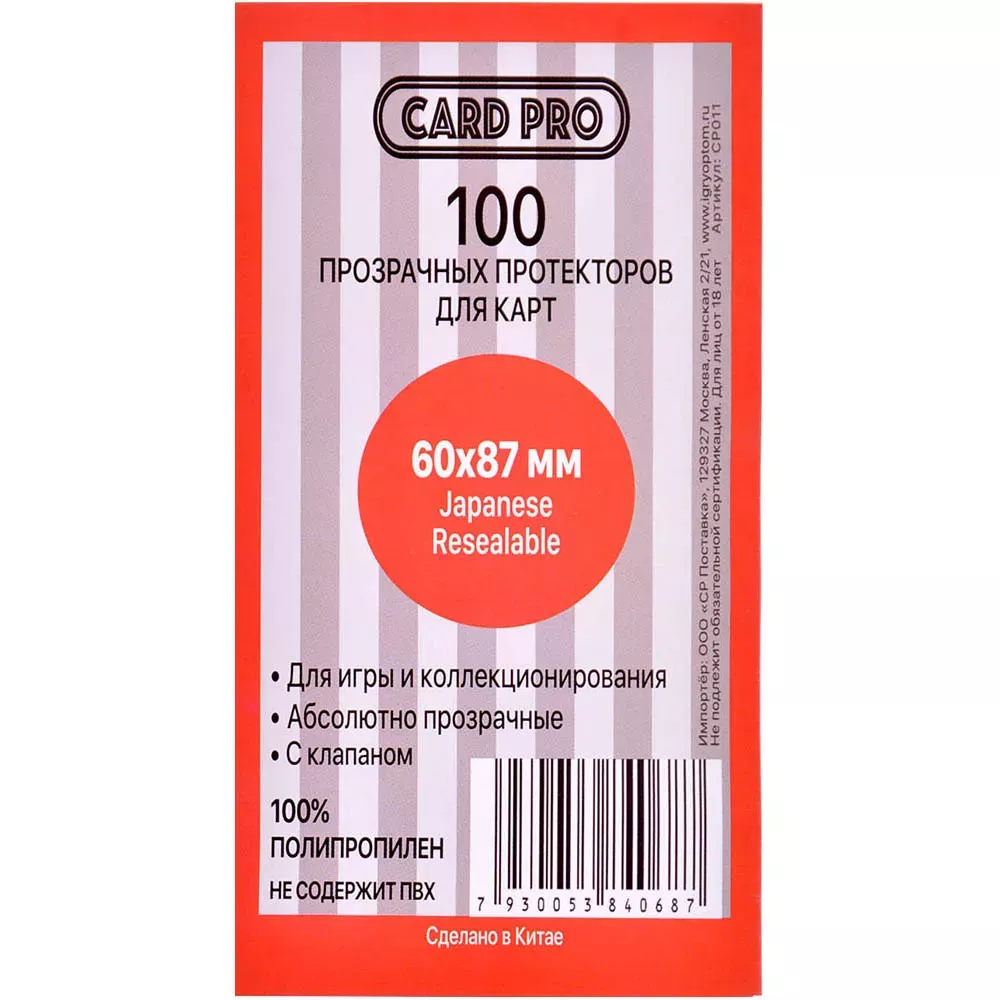 CARD PRO
100
ПРОЗРАЧНЫХ ПРОТЕКТОРОВ
ДЛЯ КАРТ
60x87 мм
Japanese
Resealable
• Для игры и коллекционирования
• Абсолютно прозрачные
• С клапаном
100%
ПОЛИПРОПИЛЕН
НЕ СОДЕРЖИТ ПВХ
7 930053 840687
Сделано в Китае
Импортёр: ООО «СР Поставка», 129327 Москва, Ленская 2/21, www.igryoptom.ru
Не подлежит обязательной сертификации. Для лиц от 18 лет Артикул: CP011